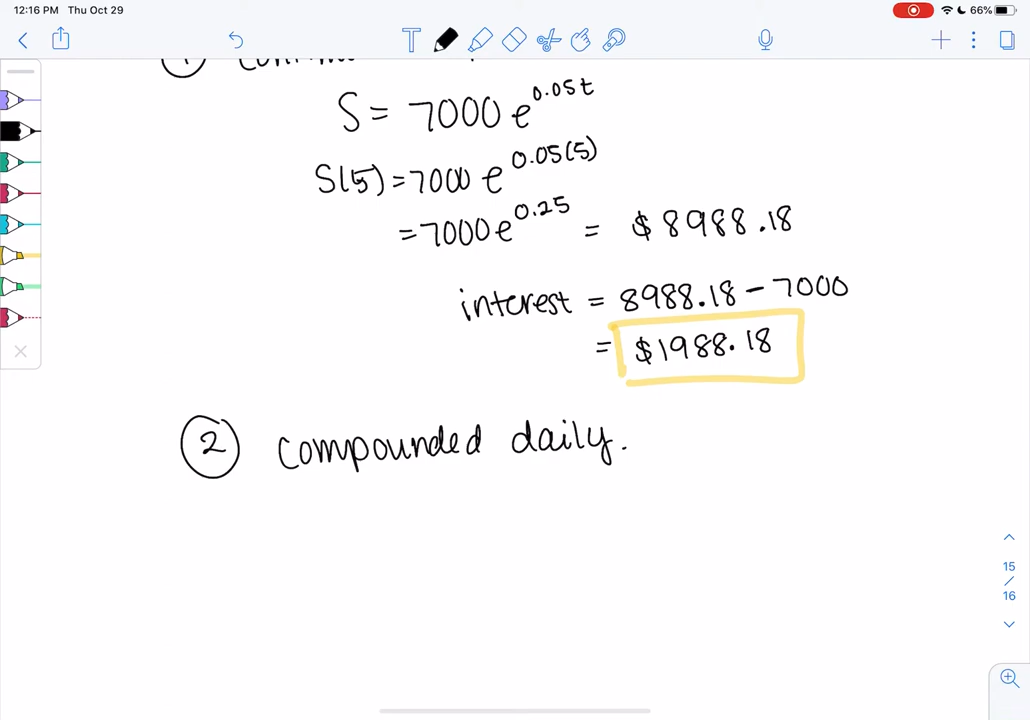 12:16 PM Thu Oct 29
66%
T
S = 7000 e^0.05t
S(5) = 7000 e^0.05(5)
= 7000 e^0.25 = $ 8988.18
interest = 8988.18 - 7000
= $1988.18
2 compounded daily.
15
/
16